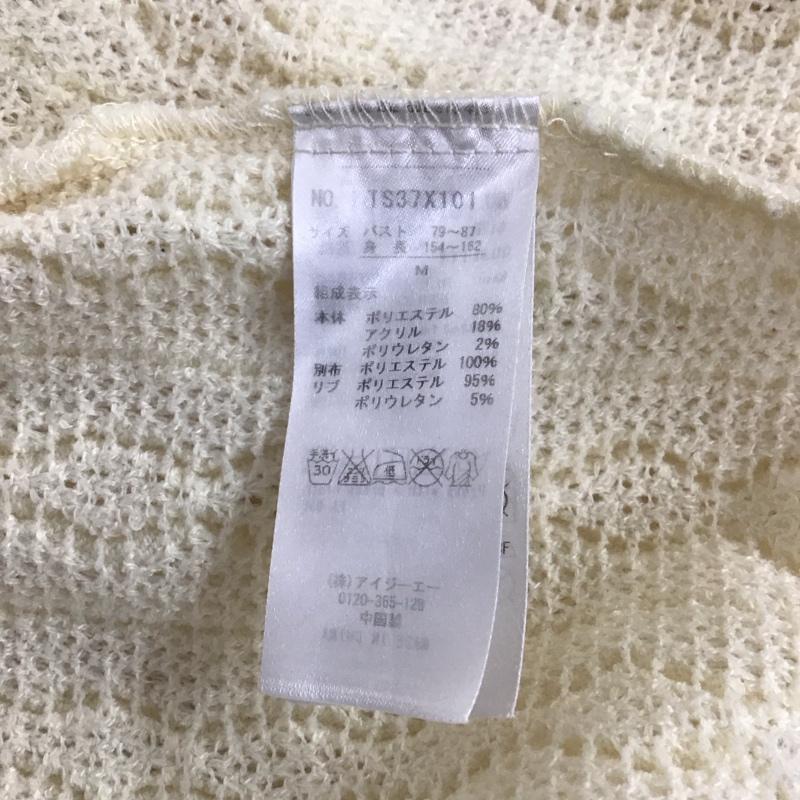 NO. TS37X101
サイズ バスト 79~87
身長 154~162
M
組成表示
本体 ポリエステル 80%
アクリル 18%
ポリウレタン 2%
別布 ポリエステル 100%
リブ ポリエステル 95%
ポリウレタン 5%
手洗イ
30
低
(株)アイジーエー
0120-365-128
中国製